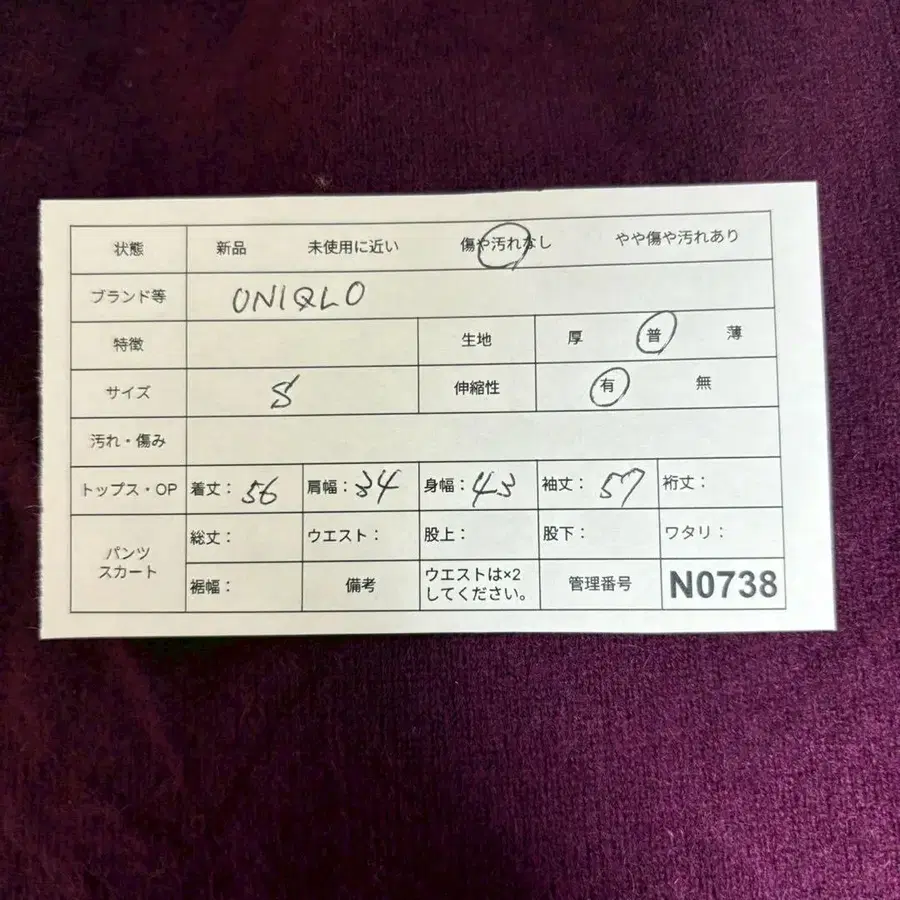 状態 新品 未使用に近い 傷や汚れなし やや傷や汚れあり
ブランド等 UNIQLO
特徴 生地 厚 普 薄
サイズ S 伸縮性 有 無
汚れ・傷み
トップス・OP 着丈：56 肩幅：34 身幅：43 袖丈：57 裄丈：
パンツ
スカート
総丈： ウエスト： 股上： 股下： ワタリ：
裾幅： 備考 ウエストは×2
してください。 管理番号 N0738